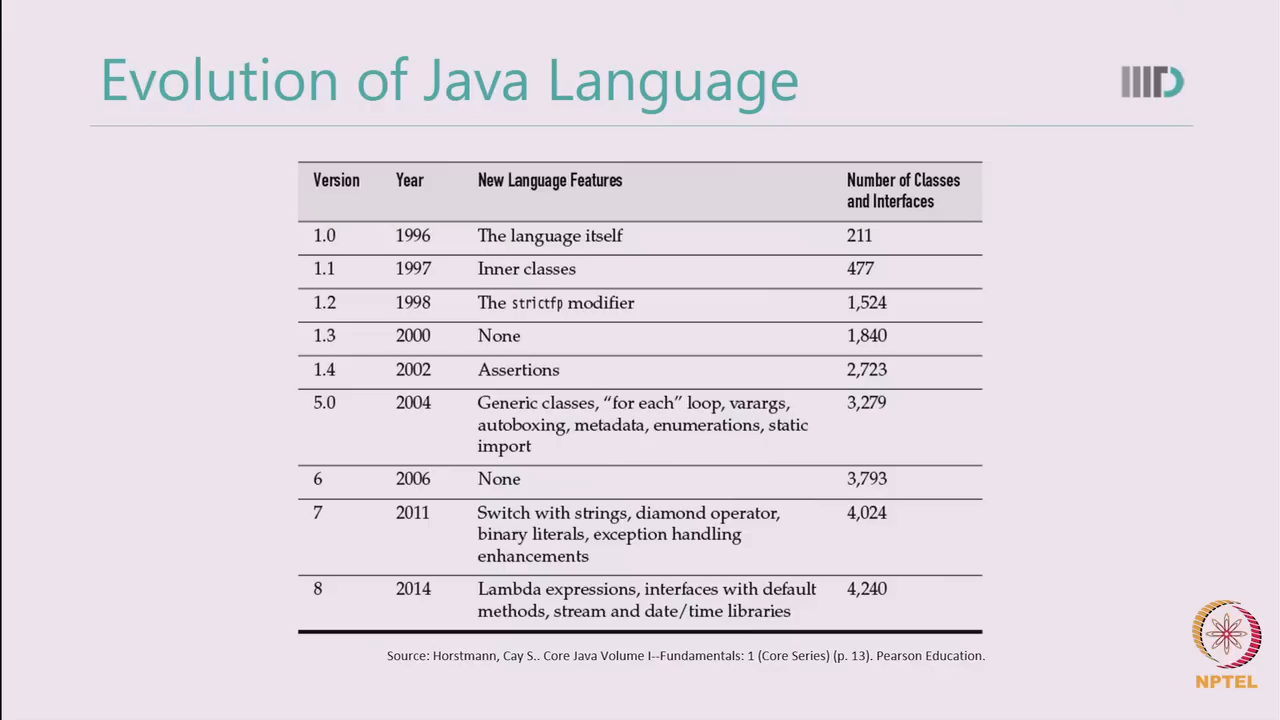 Evolution of Java Language
IIITD
Version Year New Language Features Number of Classes
and Interfaces
1.0 1996 The language itself 211
1.1 1997 Inner classes 477
1.2 1998 The strictfp modifier 1,524
1.3 2000 None 1,840
1.4 2002 Assertions 2,723
5.0 2004 Generic classes, “for each” loop, varargs, 3,279
autoboxing, metadata, enumerations, static
import
6 2006 None 3,793
7 2011 Switch with strings, diamond operator, 4,024
binary literals, exception handling
enhancements
8 2014 Lambda expressions, interfaces with default 4,240
methods, stream and date/time libraries
Source: Horstmann, Cay S.. Core Java Volume I--Fundamentals: 1 (Core Series) (p. 13). Pearson Education.
NPTEL